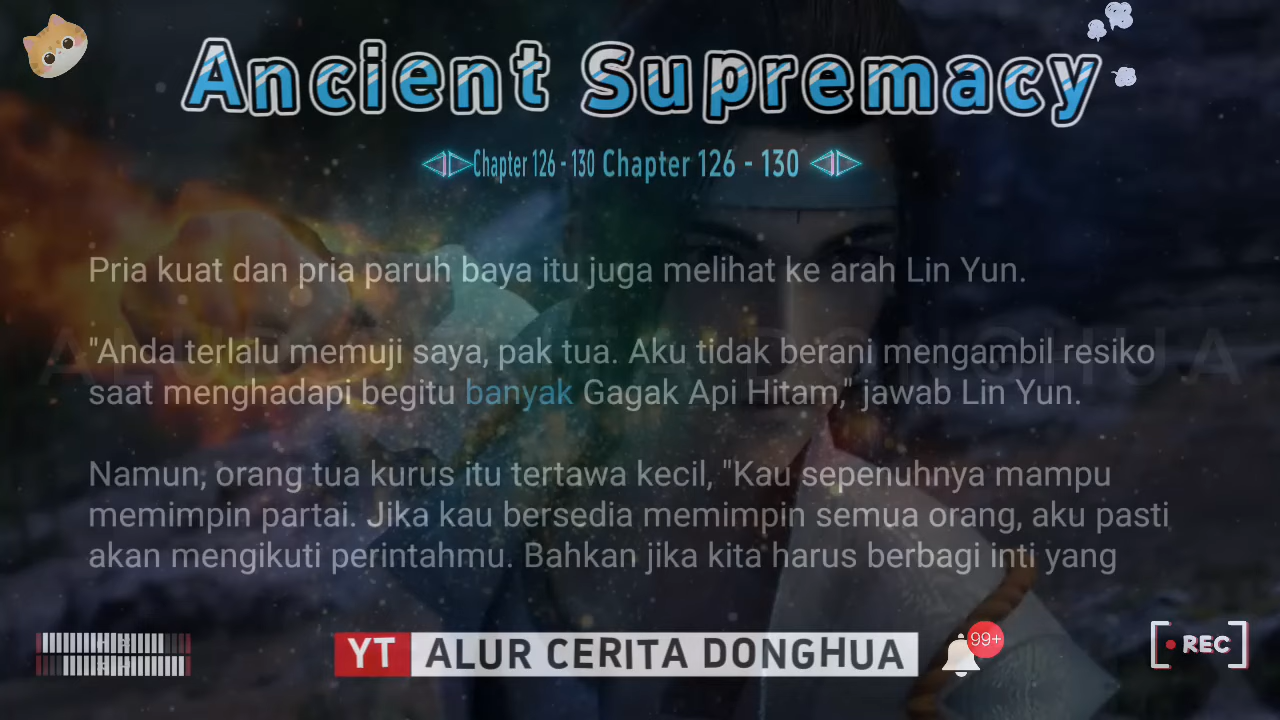 Ancient Supremacy
Chapter 126 - 130 Chapter 126 - 130
Pria kuat dan pria paruh baya itu juga melihat ke arah Lin Yun.
"Anda terlalu memuji saya, pak tua. Aku tidak berani mengambil resiko
saat menghadapi begitu banyak Gagak Api Hitam," jawab Lin Yun.
Namun, orang tua kurus itu tertawa kecil, "Kau sepenuhnya mampu
memimpin partai. Jika kau bersedia memimpin semua orang, aku pasti
akan mengikuti perintahmu. Bahkan jika kita harus berbagi inti yang
YT ALUR CERITA DONGHUA
99+
REC